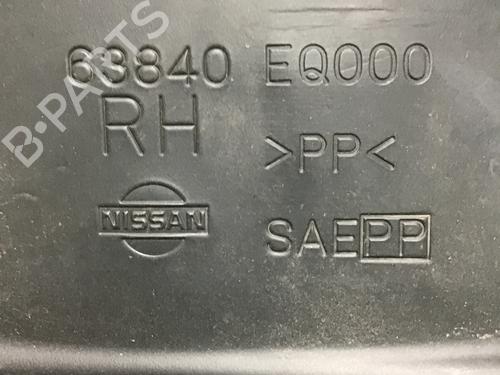 63840 EQ000
RH >PP<
NISSAN SAEPP
B-PARTS